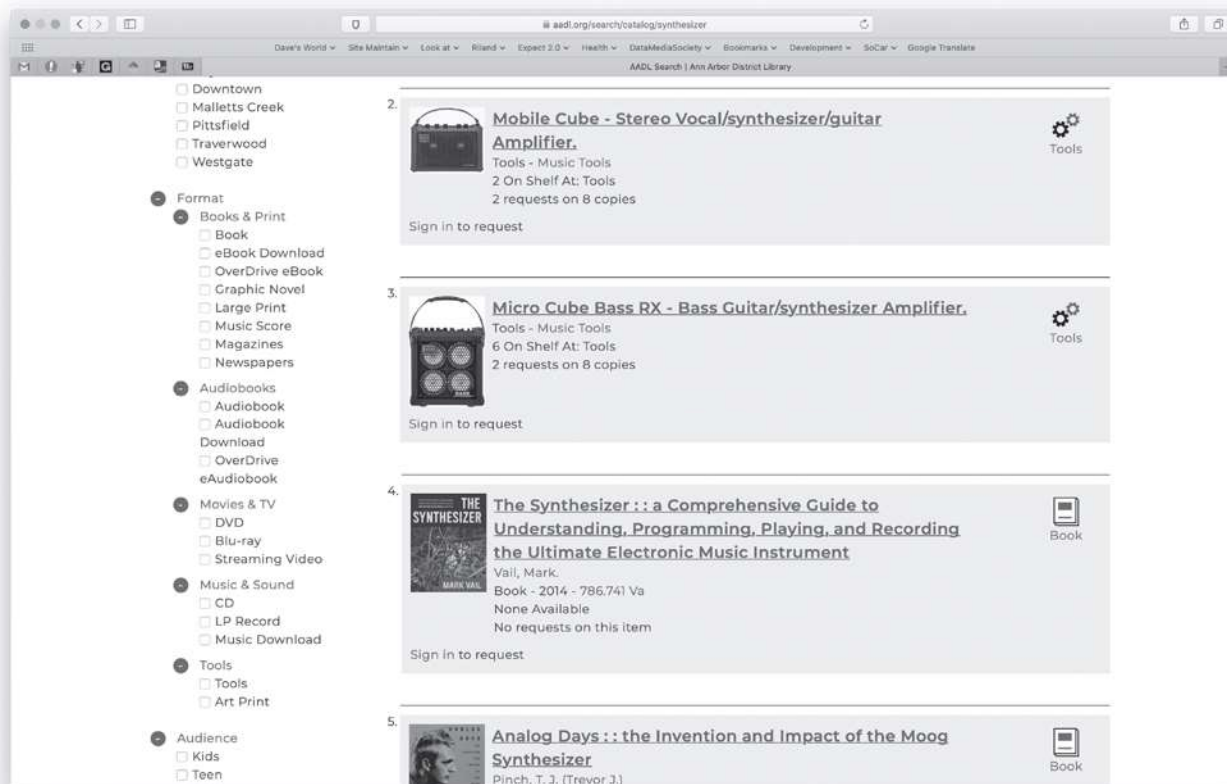 aadl.org/search/catalog/synthesizer
Dave's World Site Maintain Look at Riland Expect 2.0 Health DataMediaSociety Bookmarks Development SoCar Google Translate
AADL Search | Ann Arbor District Library
Downtown
Malletts Creek
Pittsfield
Traverwood
Westgate
Format
Books & Print
Book
eBook Download
OverDrive eBook
Graphic Novel
Large Print
Music Score
Magazines
Newspapers
Audiobooks
Audiobook
Audiobook
Download
OverDrive
eAudiobook
Movies & TV
DVD
Blu-ray
Streaming Video
Music & Sound
CD
LP Record
Music Download
Tools
Tools
Art Print
Audience
Kids
Teen
2.
Mobile Cube - Stereo Vocal/synthesizer/guitar
Amplifier.
Tools - Music Tools
2 On Shelf At: Tools
2 requests on 8 copies
Sign in to request
Tools
3.
Micro Cube Bass RX - Bass Guitar/synthesizer Amplifier.
Tools - Music Tools
6 On Shelf At: Tools
2 requests on 8 copies
Sign in to request
Tools
4.
THE
SYNTHESIZER
MARK VAIL
The Synthesizer : : a Comprehensive Guide to
Understanding, Programming, Playing, and Recording
the Ultimate Electronic Music Instrument
Vail, Mark.
Book - 2014 - 786.741 Va
None Available
No requests on this item
Sign in to request
Book
5.
ANALOG
DAYS
Analog Days : : the Invention and Impact of the Moog
Synthesizer
Pinch, T. J. (Trevor J.)
Book